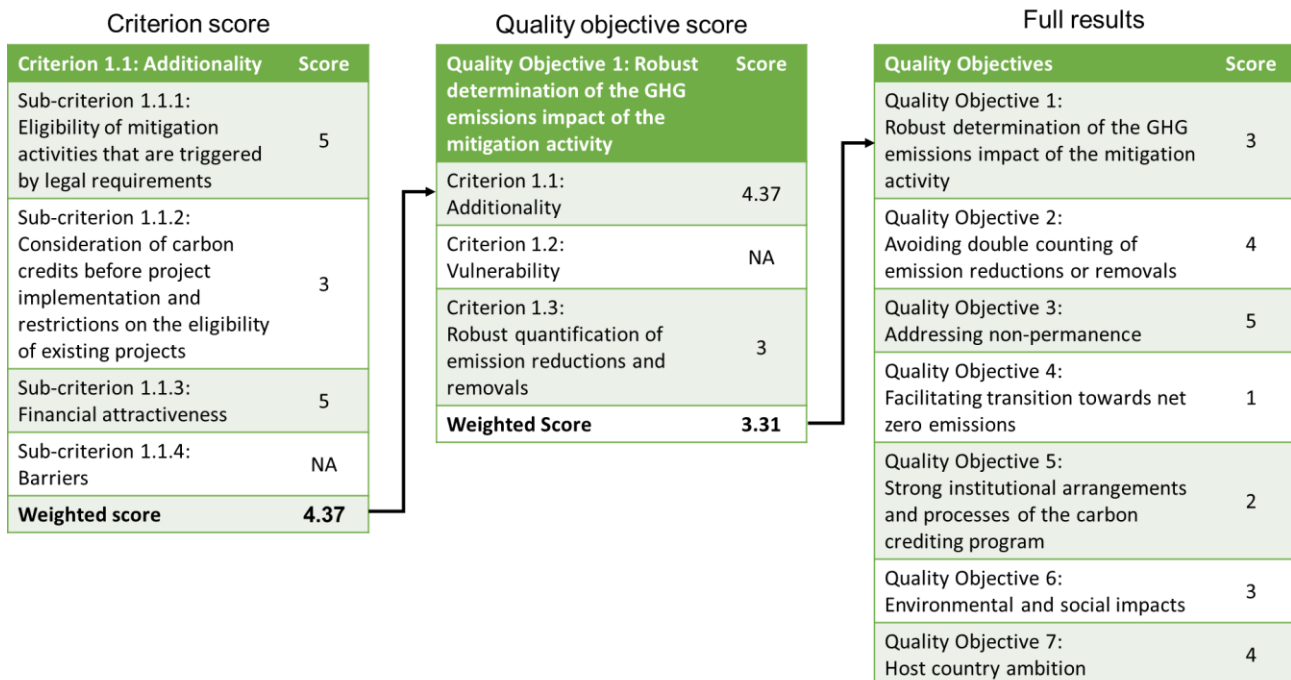 Criterion score
Criterion 1.1: Additionality Score
Sub-criterion 1.1.1:
Eligibility of mitigation
activities that are triggered
by legal requirements
5
Sub-criterion 1.1.2:
Consideration of carbon
credits before project
implementation and
restrictions on the eligibility
of existing projects
3
Sub-criterion 1.1.3:
Financial attractiveness
5
Sub-criterion 1.1.4:
Barriers
NA
Weighted score 4.37
Quality objective score
Quality Objective 1: Robust Score
determination of the GHG
emissions impact of the
mitigation activity
Criterion 1.1:
Additionality
4.37
Criterion 1.2:
Vulnerability
NA
Criterion 1.3:
Robust quantification of
emission reductions and
removals
3
Weighted Score 3.31
Full results
Quality Objectives Score
Quality Objective 1:
Robust determination of the GHG
emissions impact of the mitigation
activity
3
Quality Objective 2:
Avoiding double counting of
emission reductions or removals
4
Quality Objective 3:
Addressing non-permanence
5
Quality Objective 4:
Facilitating transition towards net
zero emissions
1
Quality Objective 5:
Strong institutional arrangements
and processes of the carbon
crediting program
2
Quality Objective 6:
Environmental and social impacts
3
Quality Objective 7:
Host country ambition
4